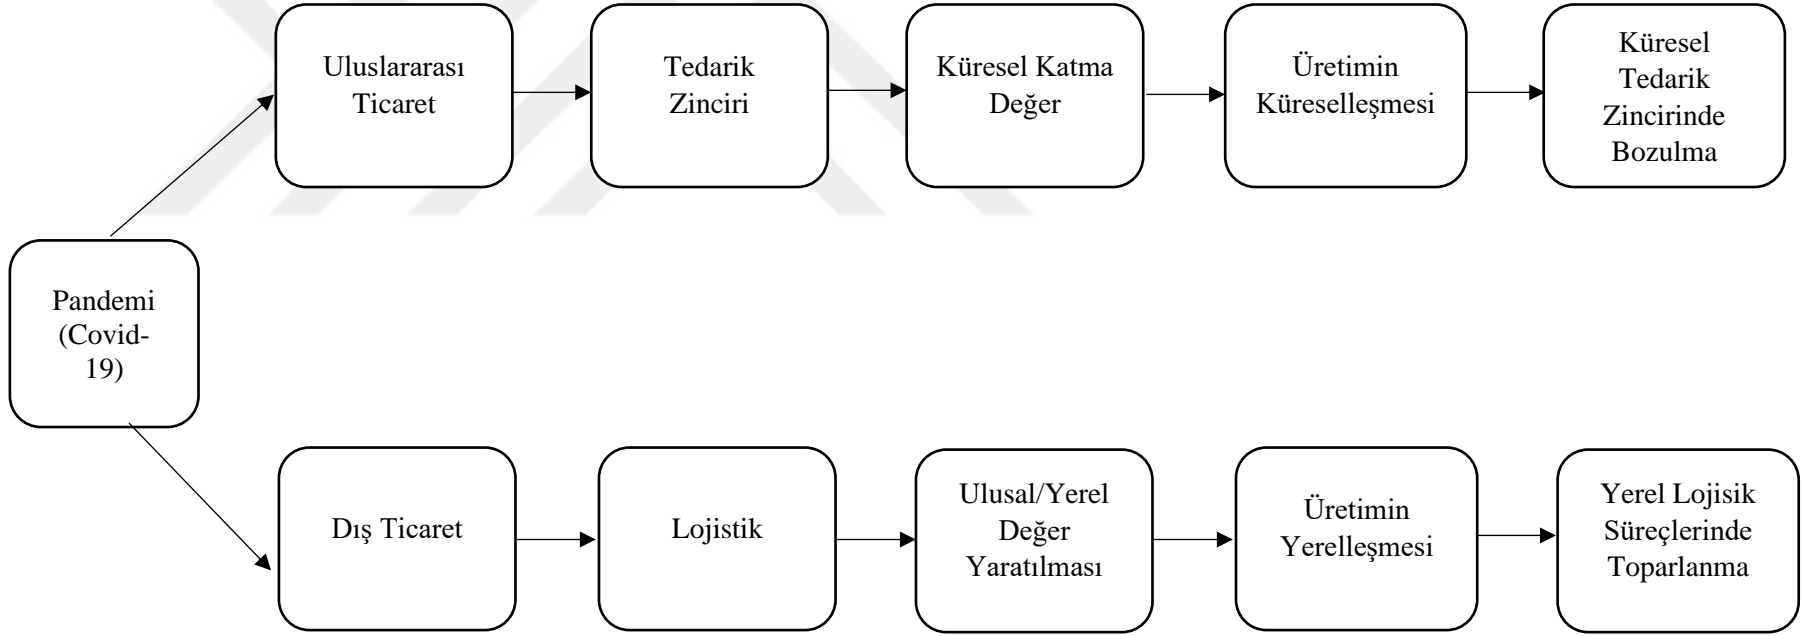 Uluslararası
Ticaret
Tedarik
Zinciri
Küresel Katma
Değer
Üretimin
Küreselleşmesi
Küresel
Tedarik
Zincirinde
Bozulma
Pandemi
(Covid-
19)
Dış Ticaret
Lojistik
Ulusal/Yerel
Değer
Yaratılması
Üretimin
Yerelleşmesi
Yerel Lojisik
Süreçlerinde
Toparlanma